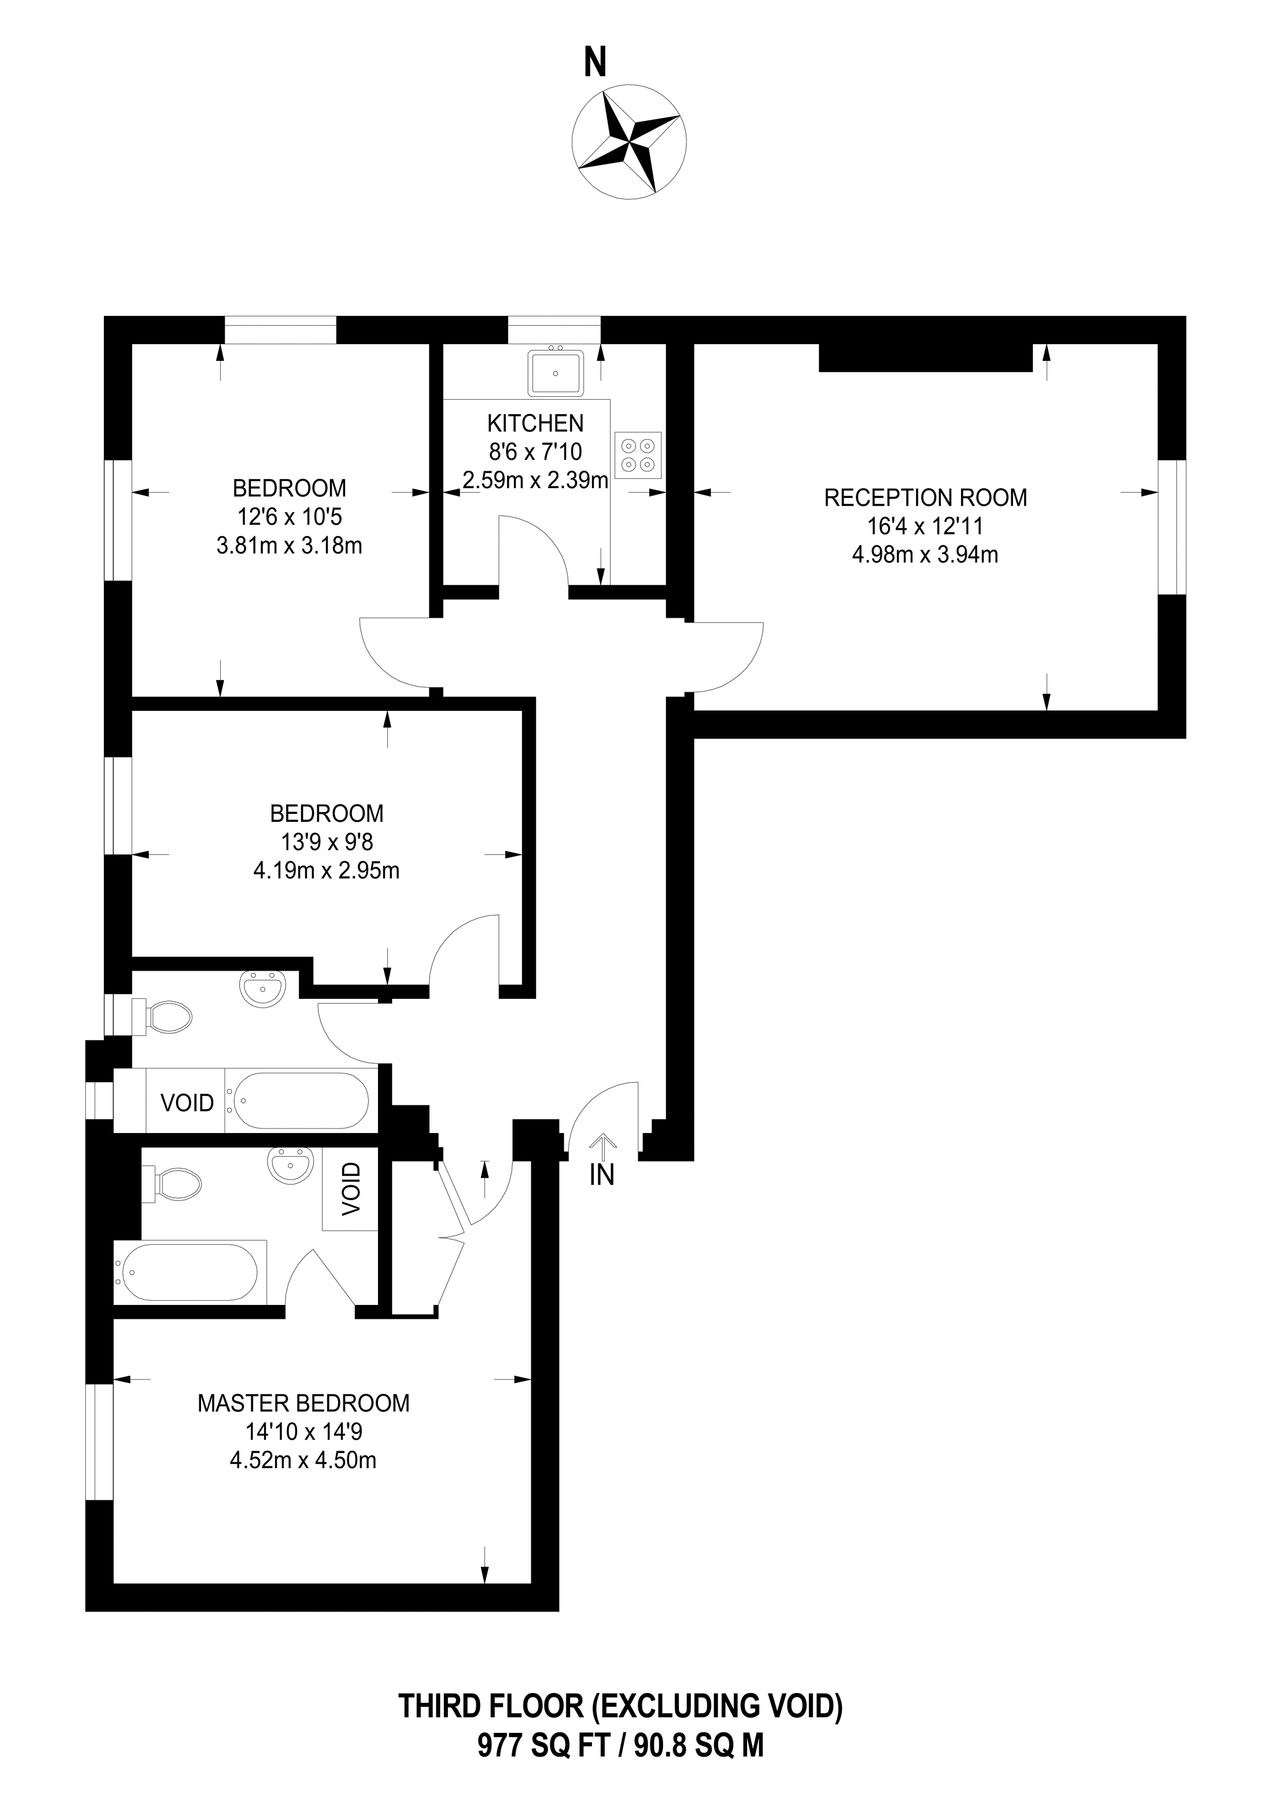 N
KITCHEN
8'6 x 7'10
2.59m x 2.39m
BEDROOM
12'6 x 10'5
3.81m x 3.18m
RECEPTION ROOM
16'4 x 12'11
4.98m x 3.94m
BEDROOM
13'9 x 9'8
4.19m x 2.95m
VOID
VOID
IN
MASTER BEDROOM
14'10 x 14'9
4.52m x 4.50m
THIRD FLOOR (EXCLUDING VOID)
977 SQ FT / 90.8 SQ M